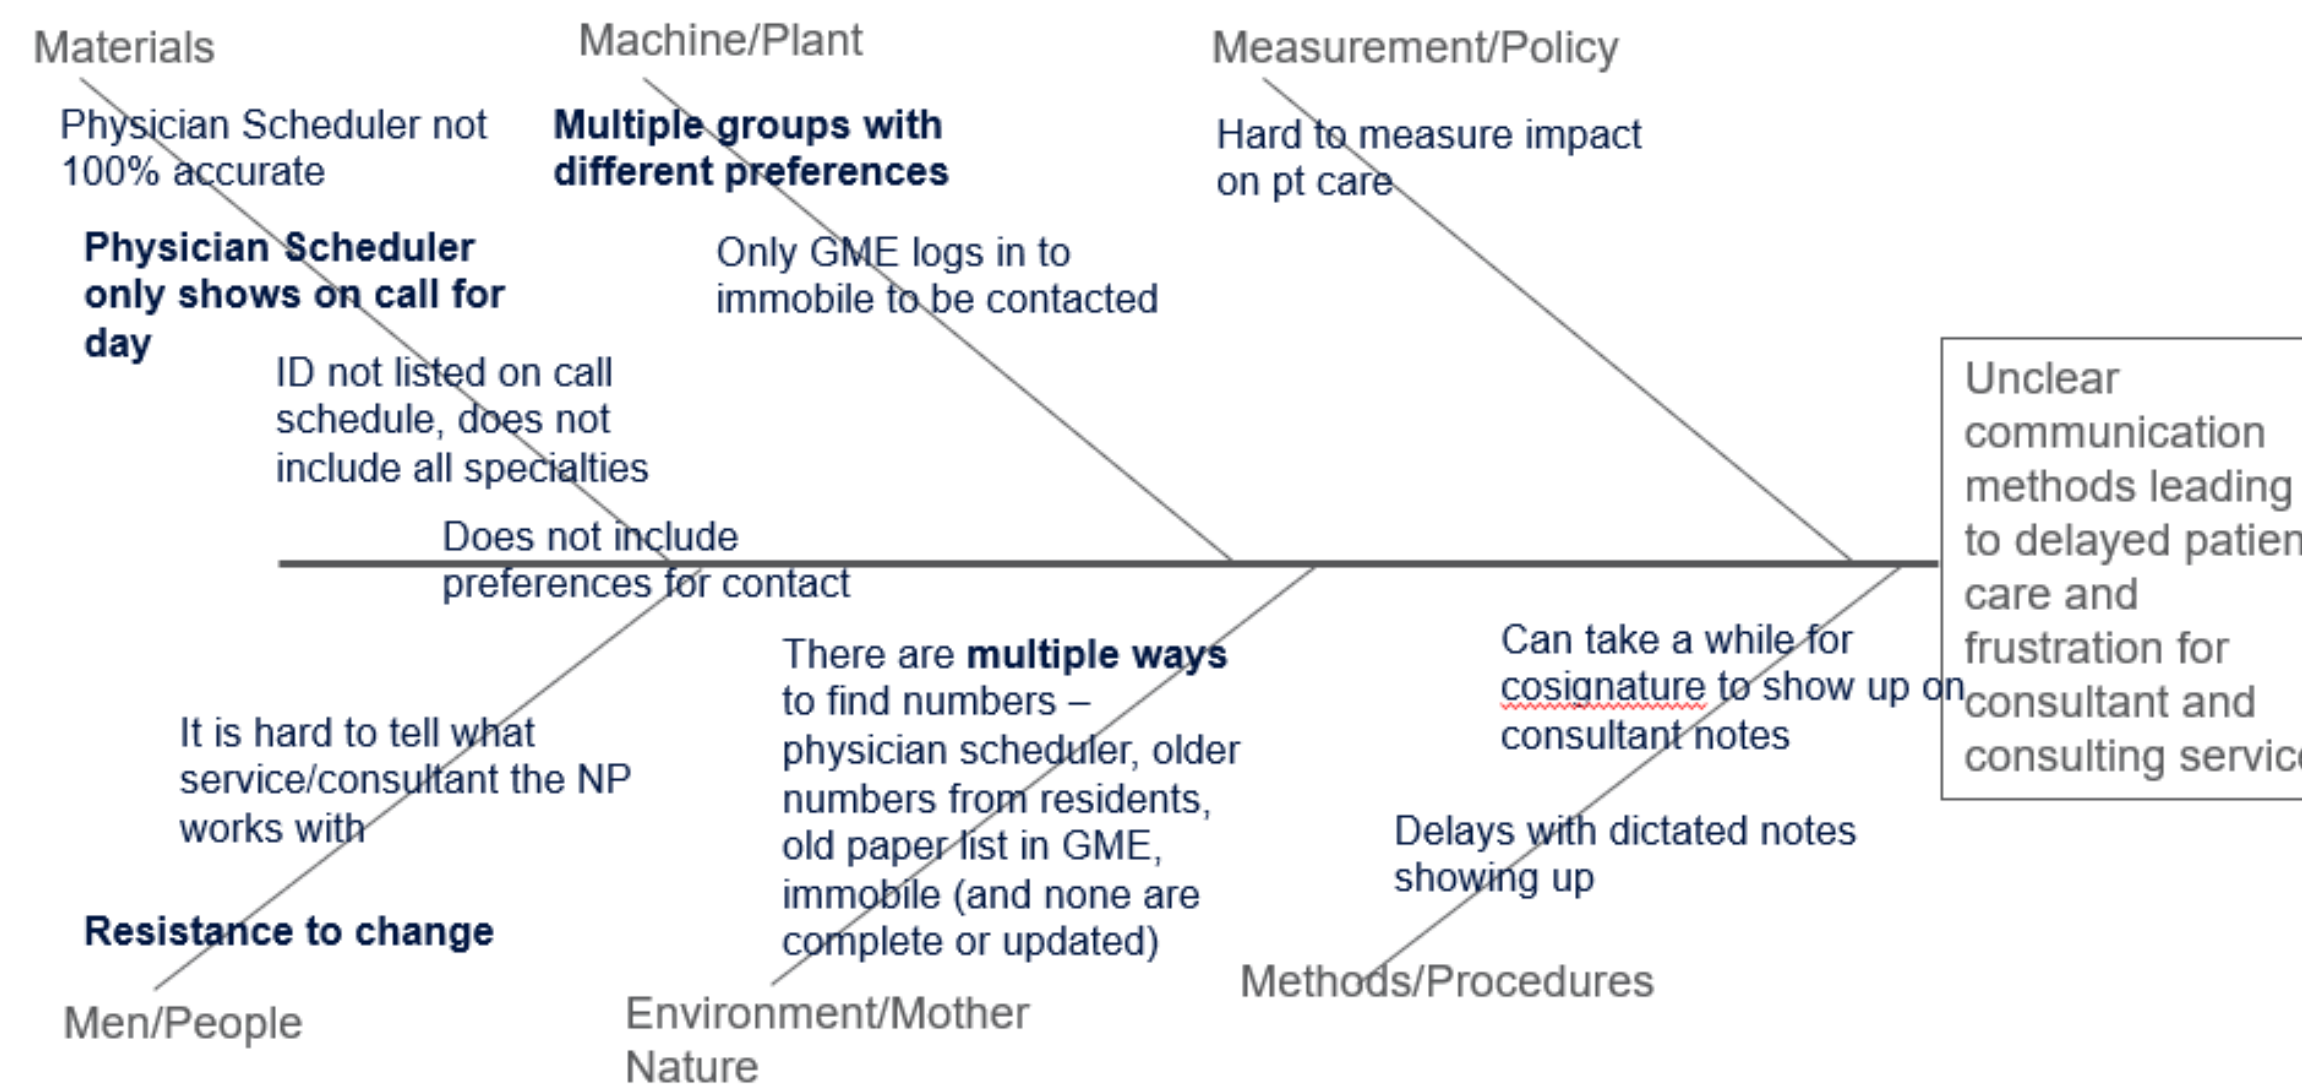 Materials
Machine/Plant
Measurement/Policy
Physician Scheduler not
100% accurate
Physician Scheduler
only shows on call for
day
ID not listed on call
schedule, does not
include all specialties
Does not include
preferences for contact
Multiple groups with
different preferences
Only GME logs in to
immobile to be contacted
Hard to measure impact
on pt care
Unclear
communication
methods leading
to delayed patien
care and
frustration for
consultant and
consulting servic
It is hard to tell what
service/consultant the NP
works with
Resistance to change
There are multiple ways
to find numbers –
physician scheduler, older
numbers from residents,
old paper list in GME,
immobile (and none are
complete or updated)
Can take a while for
cosignature to show up on
consultant notes
Delays with dictated notes
showing up
Men/People
Environment/Mother
Nature
Methods/Procedures